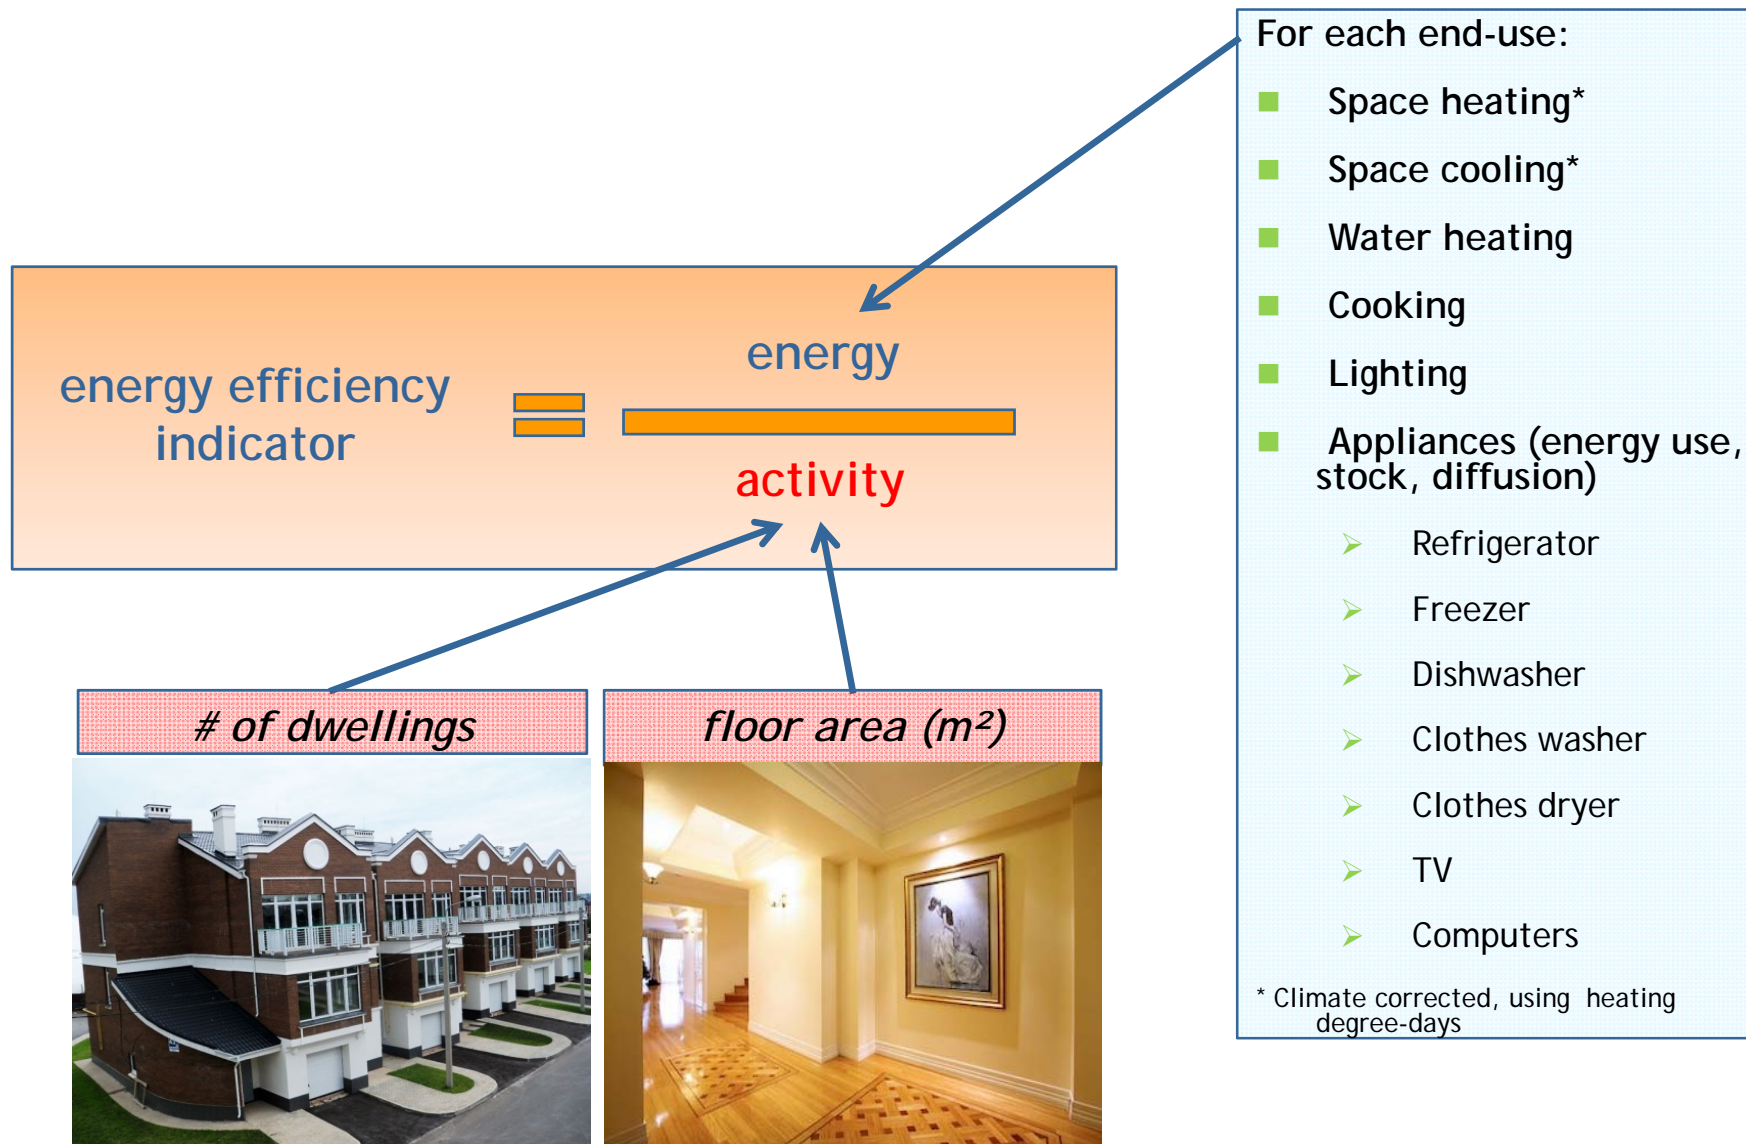 For each end-use:
Space heating*
Space cooling*
Water heating
Cooking
Lighting
Appliances (energy use,
stock, diffusion)
Refrigerator
Freezer
Dishwasher
Clothes washer
Clothes dryer
TV
Computers
* Climate corrected, using heating
degree-days
energy efficiency
indicator
energy
activity
# of dwellings
floor area (m²)